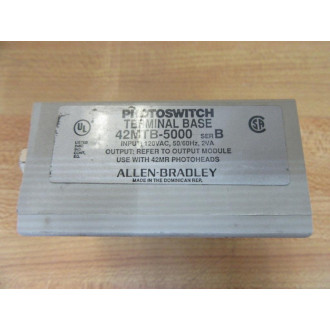 PHOTOSWITCH
TERMINAL BASE
42MTB-5000 SER B
INPUT: 120VAC, 50/60Hz, 2VA
OUTPUT: REFER TO OUTPUT MODULE
USE WITH 42MR PHOTOHEADS
ALLEN-BRADLEY
MADE IN THE DOMINICAN REP.